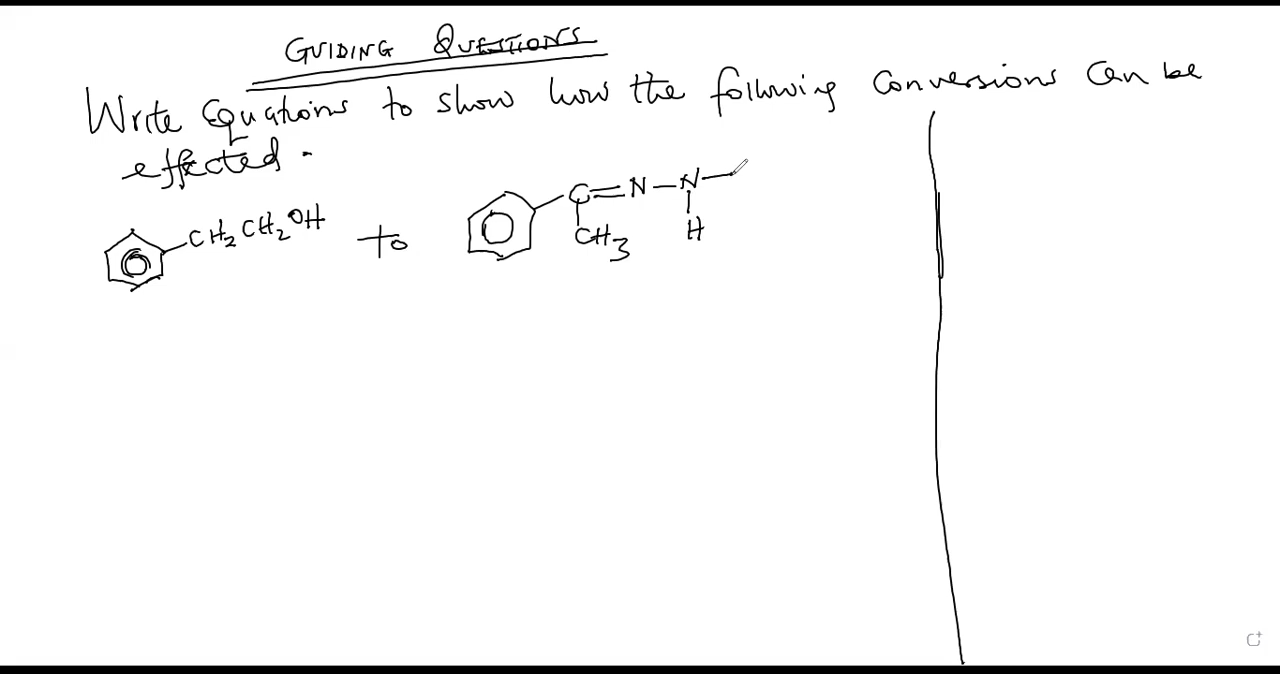 GUIDING QUESTIONS
Write Equations to show how the following conversions can be
effected.
CH2CH2OH to C=N-N-
CH3 H